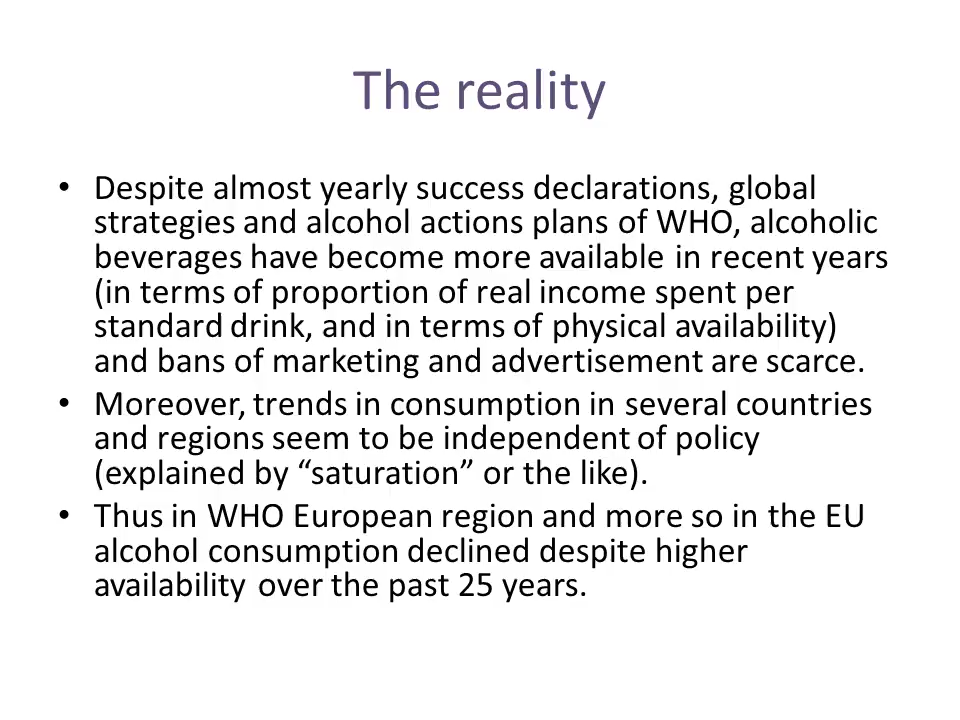 The reality
• Despite almost yearly success declarations, global
strategies and alcohol actions plans of WHO, alcoholic
beverages have become more available in recent years
(in terms of proportion of real income spent per
standard drink, and in terms of physical availability)
and bans of marketing and advertisement are scarce.
• Moreover, trends in consumption in several countries
and regions seem to be independent of policy
(explained by “saturation” or the like).
• Thus in WHO European region and more so in the EU
alcohol consumption declined despite higher
availability over the past 25 years.